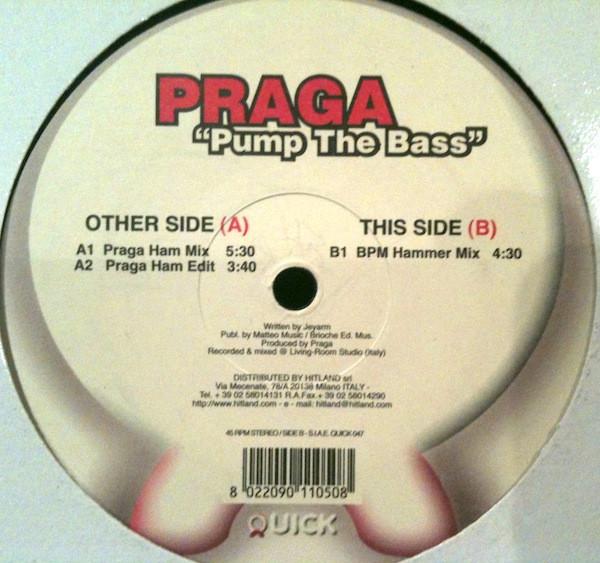 PRAGA
"Pump The Bass"
OTHER SIDE (A)
A1 Praga Ham Mix 5:30
A2 Praga Ham Edit 3:40
THIS SIDE (B)
B1 BPM Hammer Mix 4:30
Written by Jeyarm
Publ. by Matteo Music / Brioche Ed. Mus.
Produced by Praga
Recorded & mixed @ Living-Room Studio (Italy)
DISTRIBUTED BY HITLAND srl
Via Mecenate, 76/A 20138 Milano ITALY -
Tel. + 39 02 58014131 R.A. Fax + 39 02 58014290
http://www.hitland.com - e - mail: hitland@hitland.com
45 RPM STEREO / SIDE B - S.I.A.E. QUICK 047
8 022090 110508
QUICK